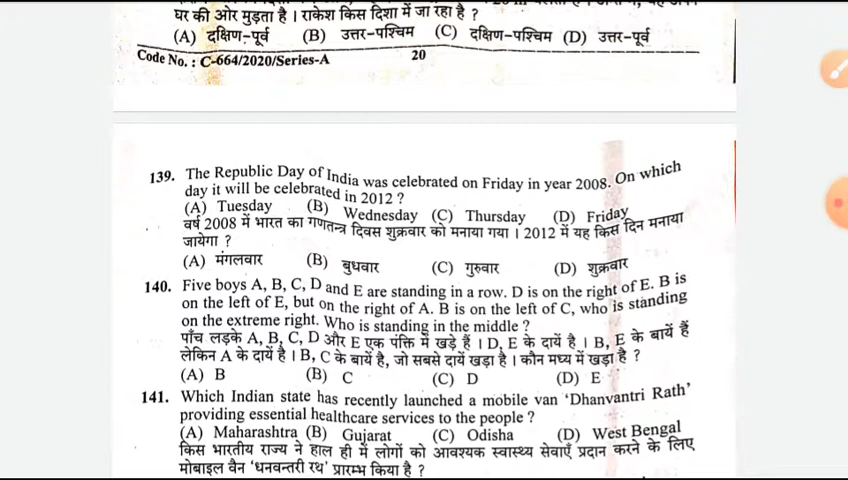 घर की ओर मुड़ता है । राकेश किस दिशा में जा रहा है ?
(A) दक्षिण-पूर्व (B) उत्तर-पश्चिम (C) दक्षिण-पश्चिम (D) उत्तर-पूर्व
Code No. : C-664/2020/Series-A 20
139. The Republic Day of India was celebrated on Friday in year 2008. On which
day it will be celebrated in 2012 ?
(A) Tuesday (B) Wednesday (C) Thursday (D) Friday
वर्ष 2008 में भारत का गणतन्त्र दिवस शुक्रवार को मनाया गया । 2012 में यह किस दिन मनाया
जायेगा ?
(A) मंगलवार (B) बुधवार (C) गुरुवार (D) शुक्रवार
140. Five boys A, B, C, D and E are standing in a row. D is on the right of E. B is
on the left of E, but on the right of A. B is on the left of C, who is standing
on the extreme right. Who is standing in the middle ?
पाँच लड़के A, B, C, D और E एक पंक्ति में खड़े हैं । D, E के दायें है । B, E के बायें हैं
लेकिन A के दायें है । B, C के बायें है, जो सबसे दायें खड़ा है । कौन मध्य में खड़ा है ?
(A) B (B) C (C) D (D) E
141. Which Indian state has recently launched a mobile van ‘Dhanvantri Rath’
providing essential healthcare services to the people ?
(A) Maharashtra (B) Gujarat (C) Odisha (D) West Bengal
किस भारतीय राज्य ने हाल ही में लोगों को आवश्यक स्वास्थ्य सेवाएँ प्रदान करने के लिए
मोबाइल वैन ‘धनवन्तरी रथ’ प्रारम्भ किया है ?